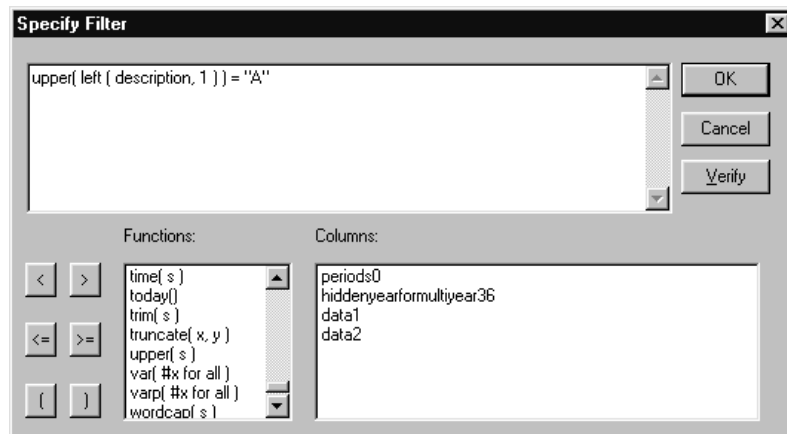 Specify Filter
upper( left ( description, 1 ) ) = "A"
OK
Cancel
Verify
Functions:
Columns:
<
>
<=
>=
(
)
time( s )
today()
trim( s )
truncate( x, y )
upper( s )
var( #x for all )
varp( #x for all )
wordcap( s )
periods0
hiddenyearformultiyear36
data1
data2